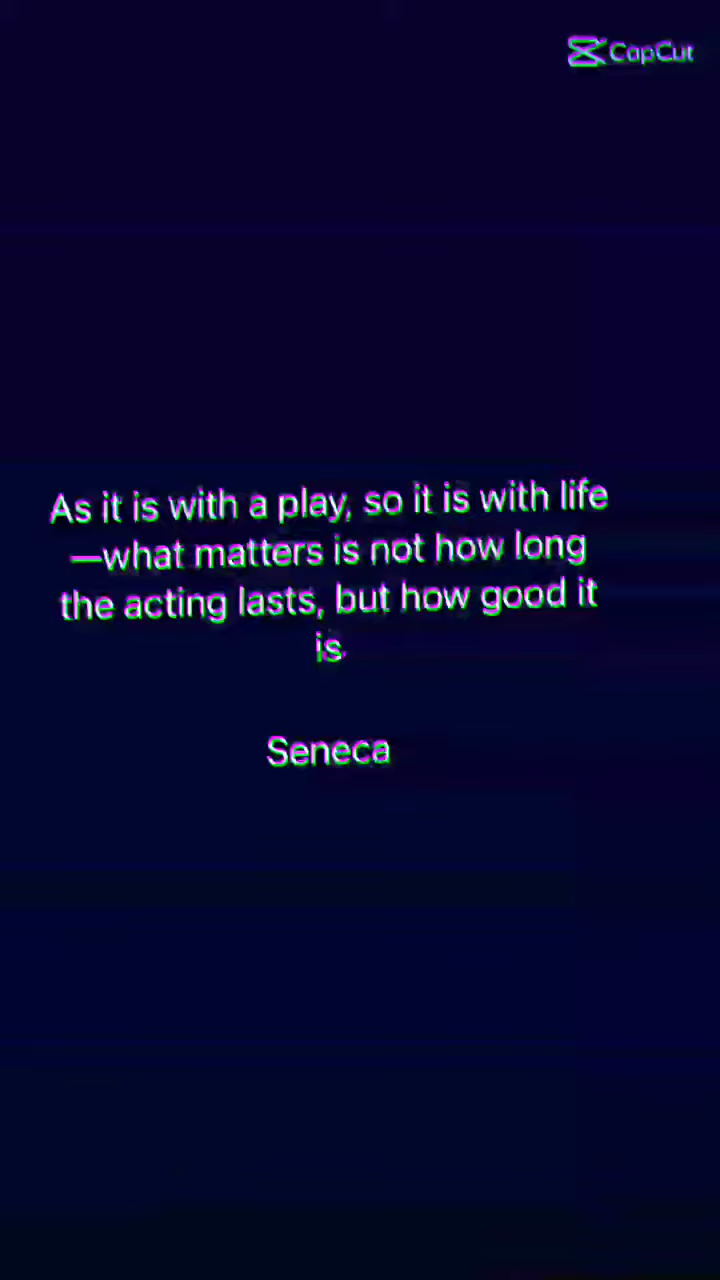 CapCut
As it is with a play, so it is with life
—what matters is not how long
the acting lasts, but how good it
is.
Seneca